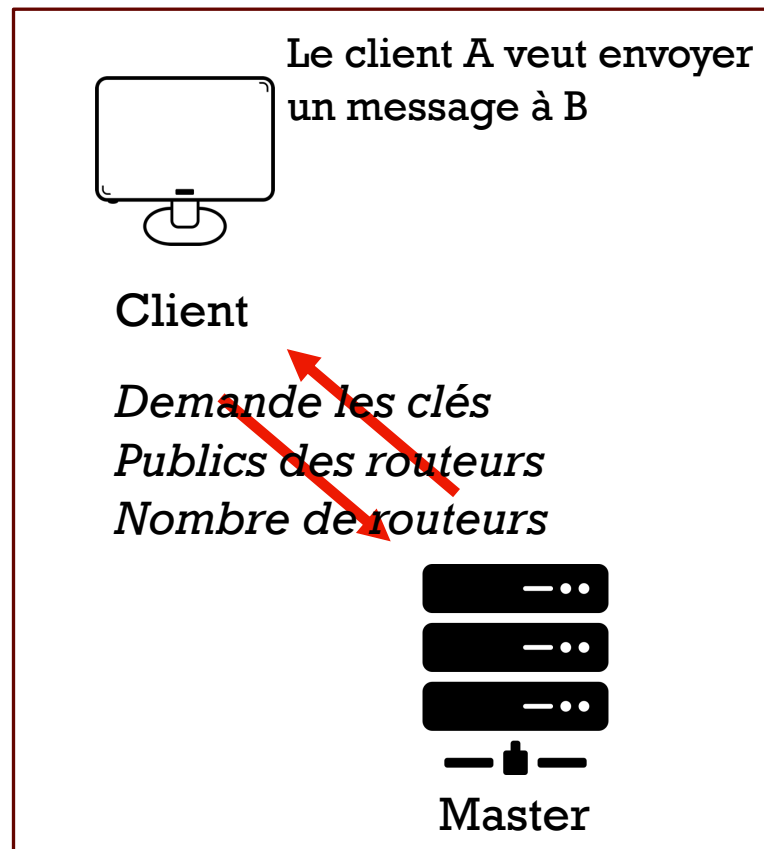 Le client A veut envoyer
un message à B
Client
Demande les clés
Publics des routeurs
Nombre de routeurs
Master